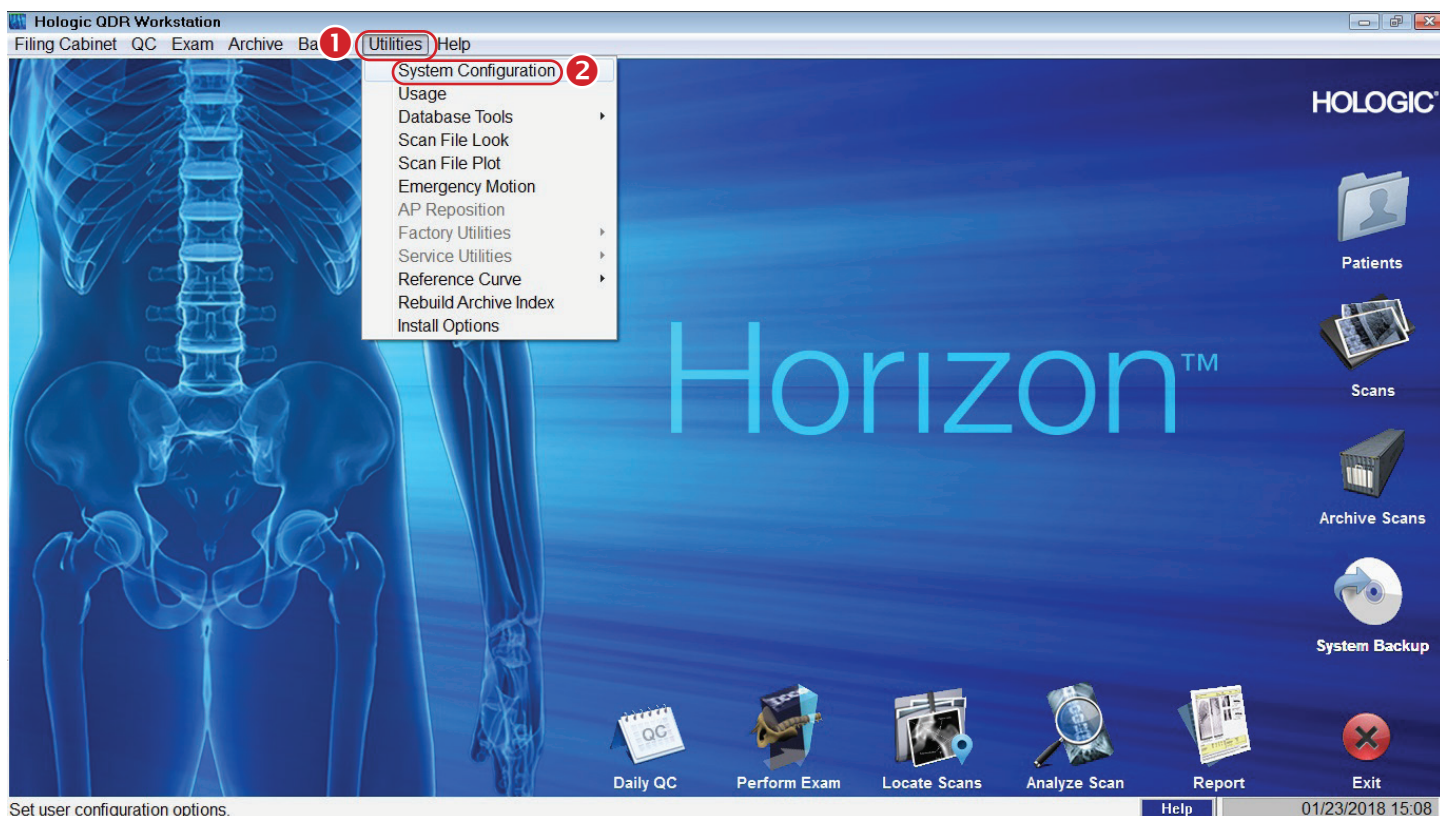 Hologic QDR Workstation
Filing Cabinet QC Exam Archive Ba 1 Utilities Help
System Configuration 2
Usage
Database Tools
Scan File Look
Scan File Plot
Emergency Motion
AP Reposition
Factory Utilities
Service Utilities
Reference Curve
Rebuild Archive Index
Install Options
HOLOGIC®
Patients
Horizon™
Scans
Archive Scans
System Backup
QC
Daily QC Perform Exam Locate Scans Analyze Scan Report Exit
Set user configuration options. Help 01/23/2018 15:08